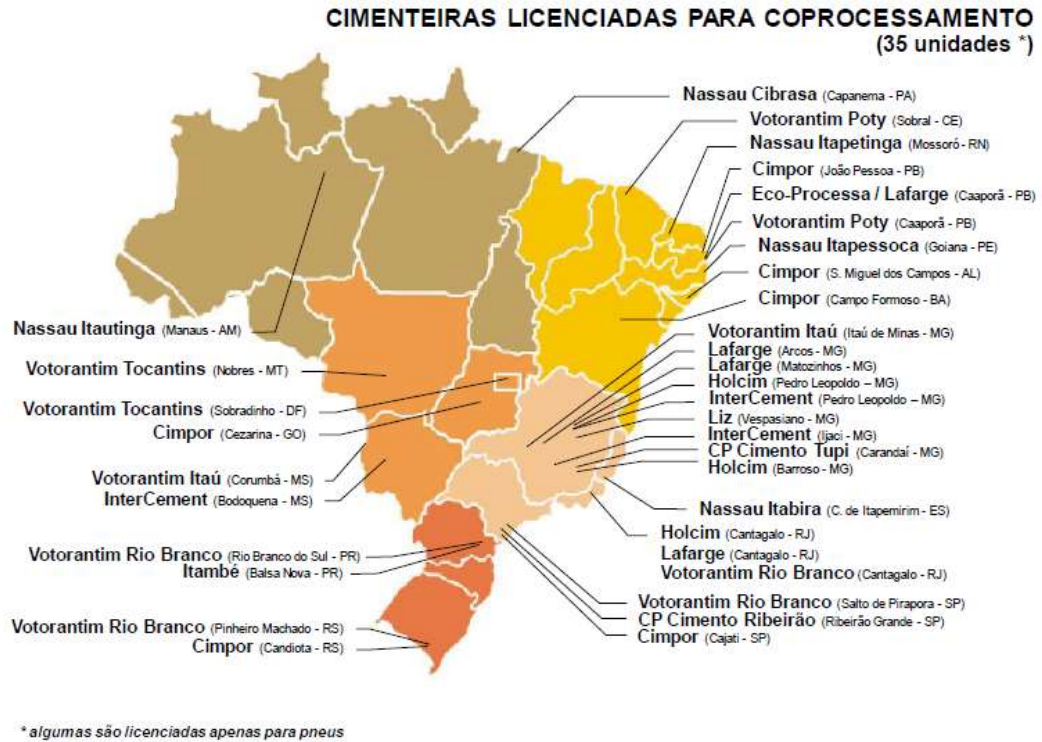 CIMENTEIRAS LICENCIADAS PARA COPROCESSAMENTO
(35 unidades *)
Nassau Cibrasa (Capanema - PA)
Votorantim Poty (Sobral - CE)
Nassau Itapetinga (Mossoró - RN)
Cimpor (João Pessoa - PB)
Eco-Processa / Lafarge (Caaporã - PB)
Votorantim Poty (Caaporã - PB)
Nassau Itapessoca (Goiana - PE)
Cimpor (S. Miguel dos Campos - AL)
Cimpor (Campo Formoso - BA)
Nassau Itautinga (Manaus - AM)
Votorantim Tocantins (Nobres - MT)
Votorantim Tocantins (Sobradinho - DF)
Cimpor (Cezarina - GO)
Votorantim Itaú (Corumbá - MS)
InterCement (Bodoquena - MS)
Votorantim Itaú (Itaú de Minas - MG)
Lafarge (Arcos - MG)
Lafarge (Matozinhos - MG)
Holcim (Pedro Leopoldo – MG)
InterCement (Pedro Leopoldo – MG)
Liz (Vespasiano - MG)
InterCement (Ijaci - MG)
CP Cimento Tupi (Carandaí - MG)
Holcim (Barroso - MG)
Nassau Itabira (C. de Itapemirim - ES)
Holcim (Cantagalo - RJ)
Lafarge (Cantagalo - RJ)
Votorantim Rio Branco (Cantagalo - RJ)
Votorantim Rio Branco (Rio Branco do Sul - PR)
Itambé (Balsa Nova - PR)
Votorantim Rio Branco (Salto de Pirapora - SP)
CP Cimento Ribeirão (Ribeirão Grande - SP)
Cimpor (Cajati - SP)
Votorantim Rio Branco (Pinheiro Machado - RS)
Cimpor (Candiota - RS)
* algumas são licenciadas apenas para pneus